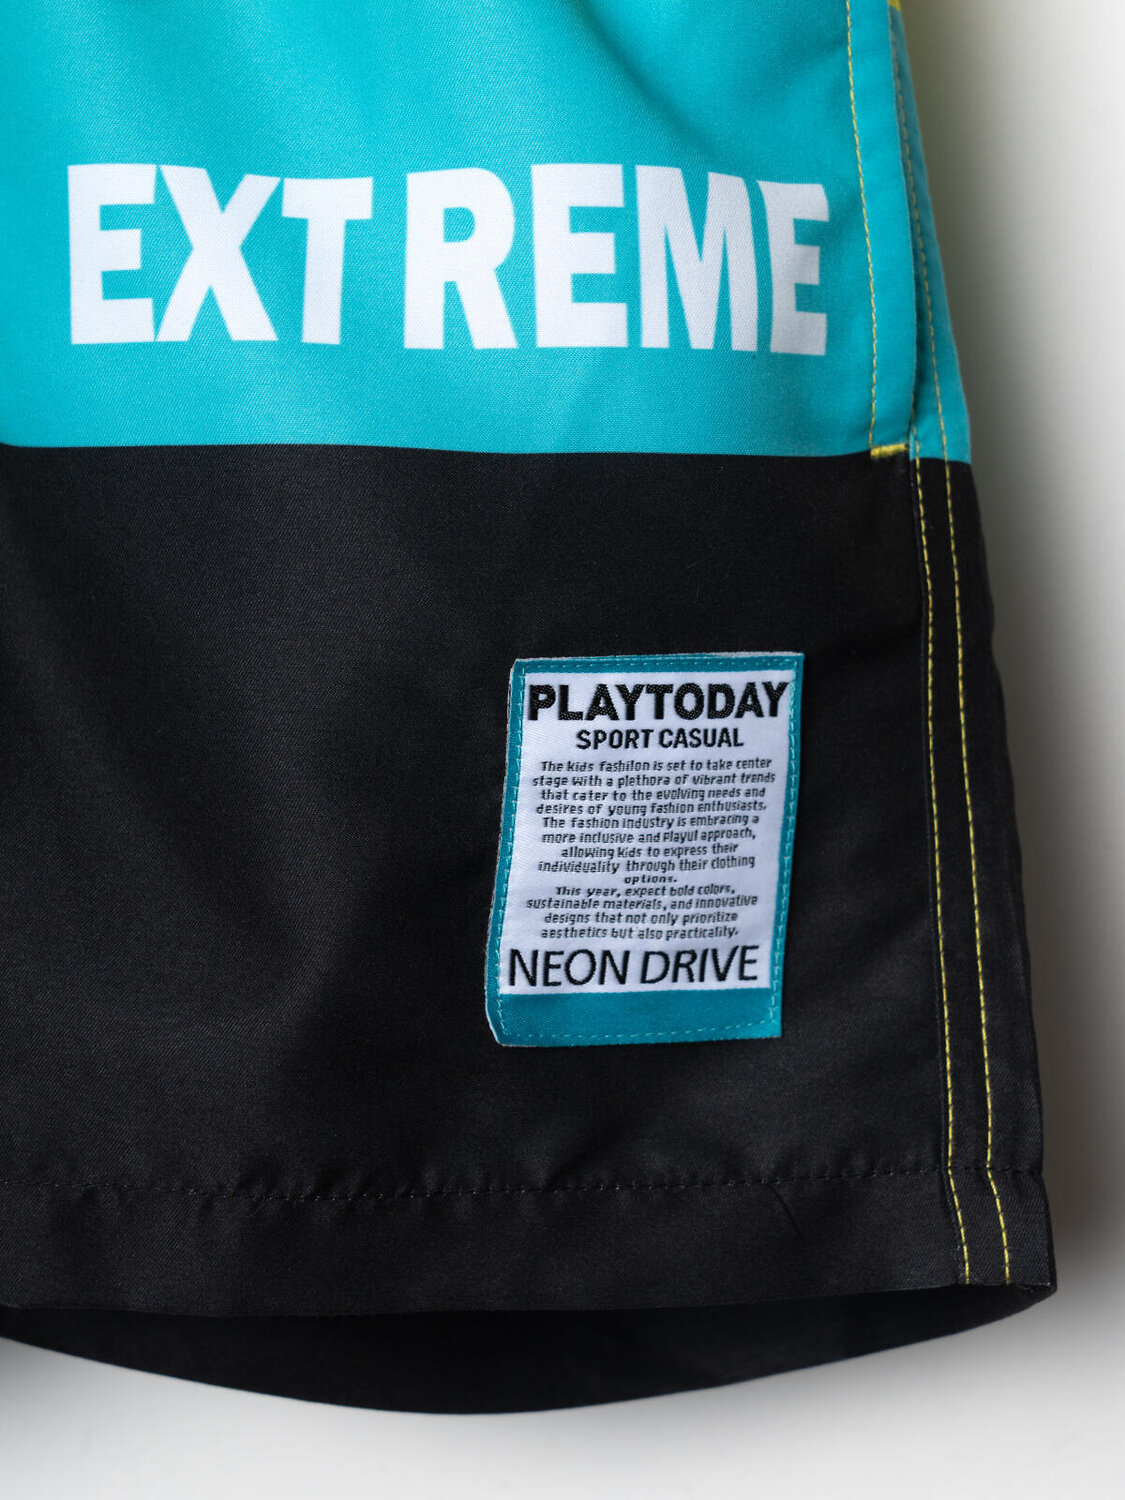 EXTREME
PLAYTODAY
SPORT CASUAL
The kids fashilon is set to take center
stage with a plethora of vibrant trends
that cater to the evolving needs and
desires of young fashion enthusiasts.
The fashion industry is embracing a
more inclusive and Playul approach,
allowing kids to express their
individuality through their clothing
options.
This year, expect bold colors,
sustainable materials, and innovative
designs that not only prioritize
aesthetics but also practicality.
NEON DRIVE